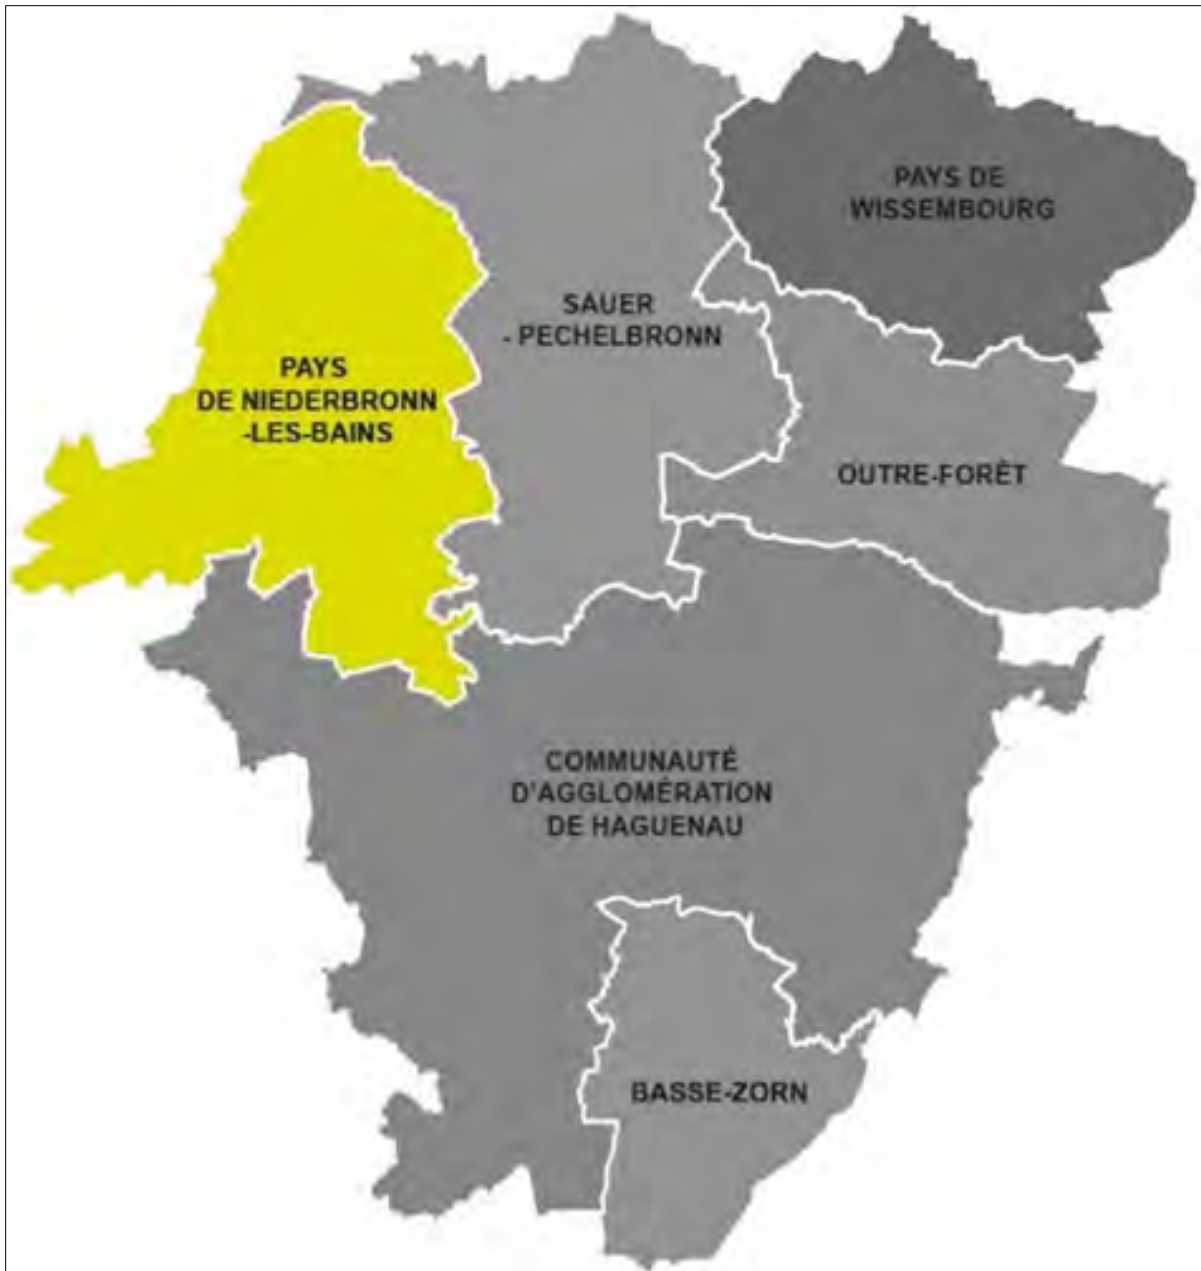 PAYS DE
WISSEMBOURG
SAUER
- PECHELBRONN
PAYS
DE NIEDERBRONN
-LES-BAINS
OUTRE-FORÊT
COMMUNAUTÉ
D'AGGLOMÉRATION
DE HAGUENAU
BASSE-ZORN